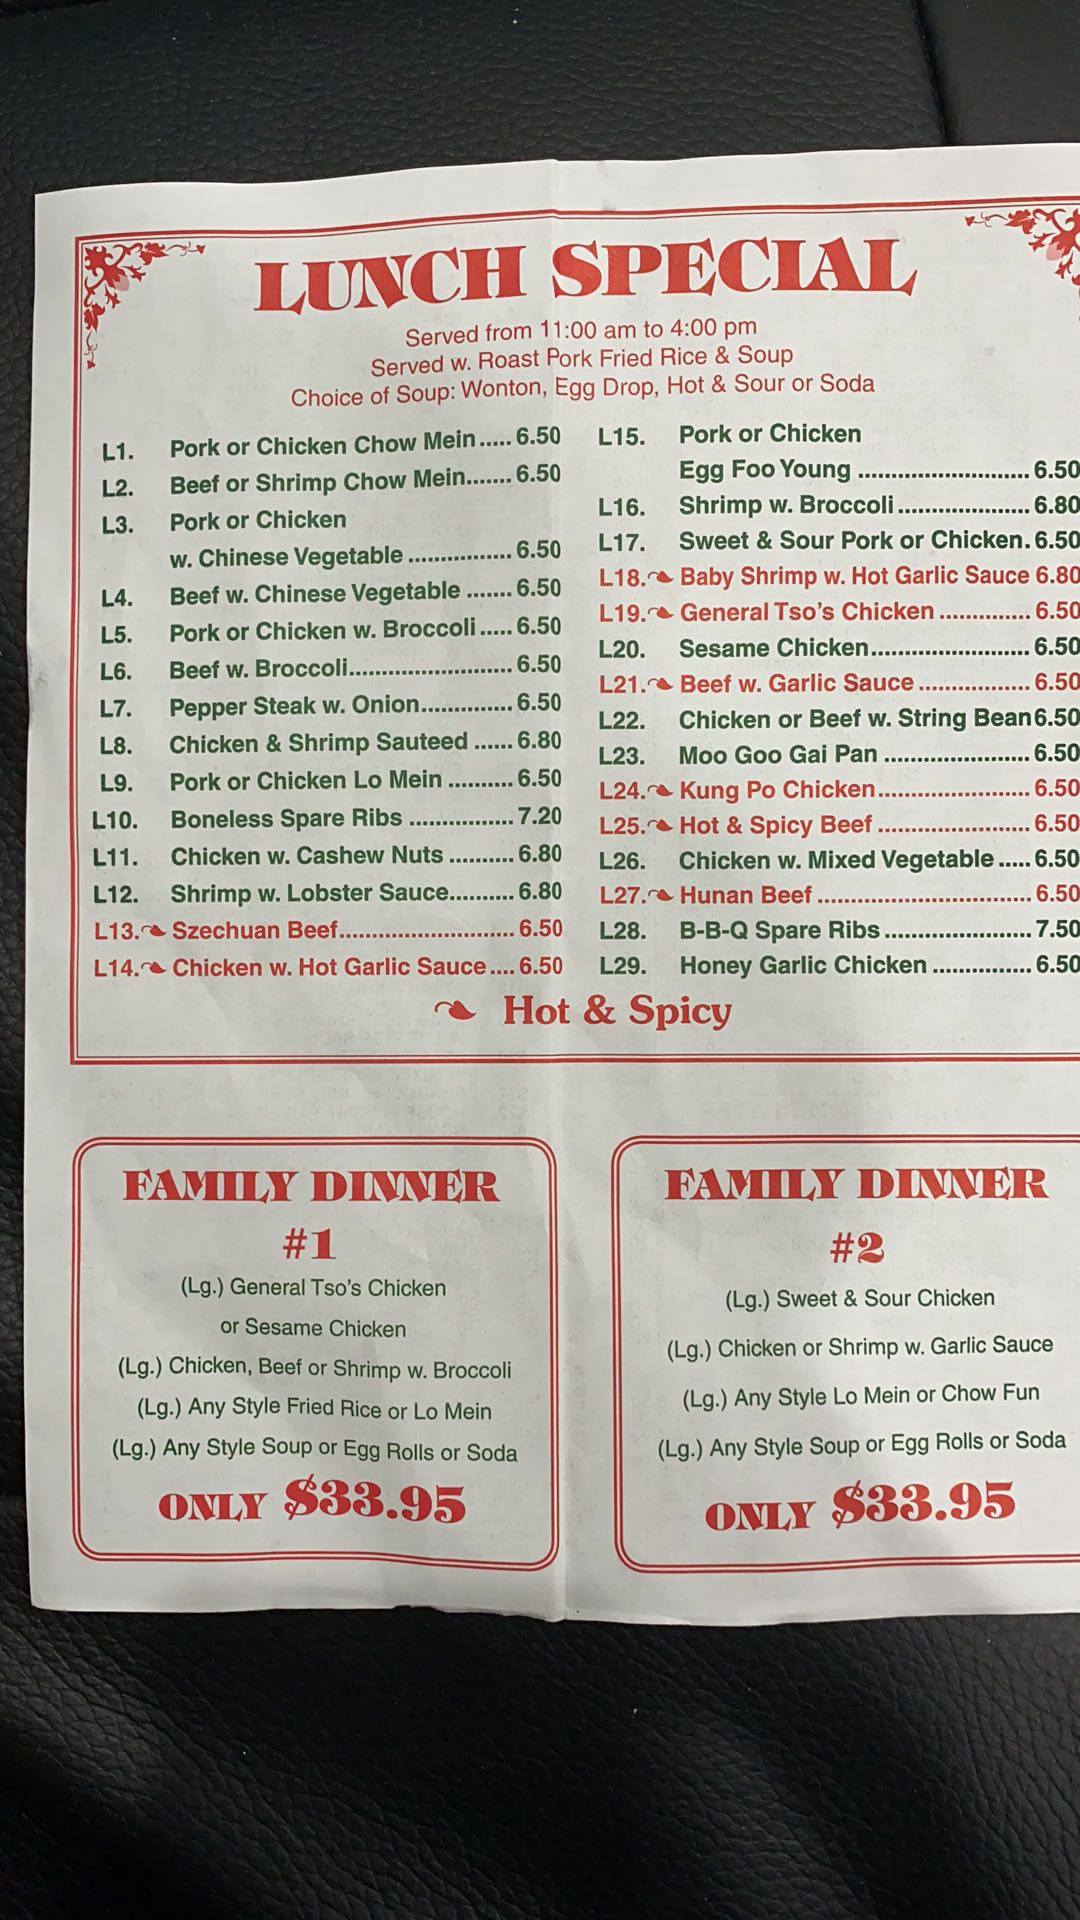 LUNCH SPECIAL
Served from 11:00 am to 4:00 pm
Served w. Roast Pork Fried Rice & Soup
Choice of Soup: Wonton, Egg Drop, Hot & Sour or Soda
L1. Pork or Chicken Chow Mein ..... 6.50
L2. Beef or Shrimp Chow Mein....... 6.50
L3. Pork or Chicken
w. Chinese Vegetable ................ 6.50
L4. Beef w. Chinese Vegetable ....... 6.50
L5. Pork or Chicken w. Broccoli ..... 6.50
L6. Beef w. Broccoli......................... 6.50
L7. Pepper Steak w. Onion.............. 6.50
L8. Chicken & Shrimp Sauteed ...... 6.80
L9. Pork or Chicken Lo Mein .......... 6.50
L10. Boneless Spare Ribs ................ 7.20
L11. Chicken w. Cashew Nuts .......... 6.80
L12. Shrimp w. Lobster Sauce.......... 6.80
L13. Szechuan Beef........................... 6.50
L14. Chicken w. Hot Garlic Sauce .... 6.50
L15. Pork or Chicken
Egg Foo Young .......................... 6.50
L16. Shrimp w. Broccoli .................... 6.80
L17. Sweet & Sour Pork or Chicken. 6.50
L18. Baby Shrimp w. Hot Garlic Sauce 6.80
L19. General Tso's Chicken .............. 6.50
L20. Sesame Chicken........................ 6.50
L21. Beef w. Garlic Sauce ................. 6.50
L22. Chicken or Beef w. String Bean 6.50
L23. Moo Goo Gai Pan ...................... 6.50
L24. Kung Po Chicken....................... 6.50
L25. Hot & Spicy Beef ....................... 6.50
L26. Chicken w. Mixed Vegetable ..... 6.50
L27. Hunan Beef ................................ 6.50
L28. B-B-Q Spare Ribs ...................... 7.50
L29. Honey Garlic Chicken ............... 6.50
Hot & Spicy
FAMILY DINNER
#1
(Lg.) General Tso's Chicken
or Sesame Chicken
(Lg.) Chicken, Beef or Shrimp w. Broccoli
(Lg.) Any Style Fried Rice or Lo Mein
(Lg.) Any Style Soup or Egg Rolls or Soda
ONLY $33.95
FAMILY DINNER
#2
(Lg.) Sweet & Sour Chicken
(Lg.) Chicken or Shrimp w. Garlic Sauce
(Lg.) Any Style Lo Mein or Chow Fun
(Lg.) Any Style Soup or Egg Rolls or Soda
ONLY $33.95